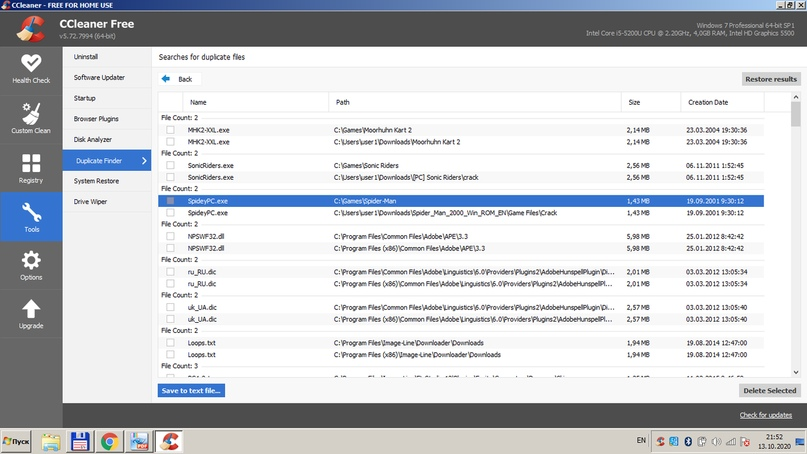 CCleaner - FREE FOR HOME USE
CCleaner Free
v5.72.7994 (64-bit)
Windows 7 Professional 64-bit SP1
Intel Core i5-5200U CPU @ 2.20GHz, 4,0GB RAM, Intel HD Graphics 5500
Health Check
Custom Clean
Registry
Tools
Options
Upgrade
Uninstall
Software Updater
Startup
Browser Plugins
Disk Analyzer
Duplicate Finder
System Restore
Drive Wiper
Searches for duplicate files
Back
Restore results
Name Path Size Creation Date
File Count: 2
MHK2-XXL.exe C:\Games\Moorhuhn Kart 2 2,14 MB 23.03.2004 19:30:36
MHK2-XXL.exe C:\Users\user1\Downloads\Moorhuhn Kart 2 2,14 MB 23.03.2004 19:30:36
File Count: 2
SonicRiders.exe C:\Games\Sonic Riders 2,56 MB 06.11.2011 1:52:45
SonicRiders.exe C:\Users\user1\Downloads\[PC] Sonic Riders\crack 2,56 MB 06.11.2011 1:52:45
File Count: 2
SpideyPC.exe C:\Games\Spider-Man 1,43 MB 19.09.2001 9:30:12
SpideyPC.exe C:\Users\user1\Downloads\Spider_Man_2000_Win_ROM_EN\Game Files\Crack 1,43 MB 19.09.2001 9:30:12
File Count: 2
NPSWF32.dll C:\Program Files\Common Files\Adobe\APE\3.3 5,98 MB 25.01.2012 8:42:42
NPSWF32.dll C:\Program Files (x86)\Common Files\Adobe\APE\3.3 5,98 MB 25.01.2012 8:42:42
File Count: 2
ru_RU.dic C:\Program Files\Common Files\Adobe\Linguistics\6.0\Providers\Plugins2\AdobeHunspellPlugin\Di... 2,01 MB 03.03.2012 13:05:34
ru_RU.dic C:\Program Files (x86)\Common Files\Adobe\Linguistics\6.0\Providers\Plugins2\AdobeHunspellPlu... 2,01 MB 03.03.2012 13:05:34
File Count: 2
uk_UA.dic C:\Program Files\Common Files\Adobe\Linguistics\6.0\Providers\Plugins2\AdobeHunspellPlugin\Di... 2,57 MB 03.03.2012 13:05:40
uk_UA.dic C:\Program Files (x86)\Common Files\Adobe\Linguistics\6.0\Providers\Plugins2\AdobeHunspellPlu... 2,57 MB 03.03.2012 13:05:40
File Count: 2
Loops.txt C:\Program Files\Image-Line\Downloader\Downloads 1,94 MB 19.08.2014 12:47:00
Loops.txt C:\Program Files (x86)\Image-Line\Downloader\Downloads 1,94 MB 19.08.2014 12:47:00
File Count: 3
Save to text file...
Delete Selected
Check for updates
Пуск
EN
21:52
13.10.2020